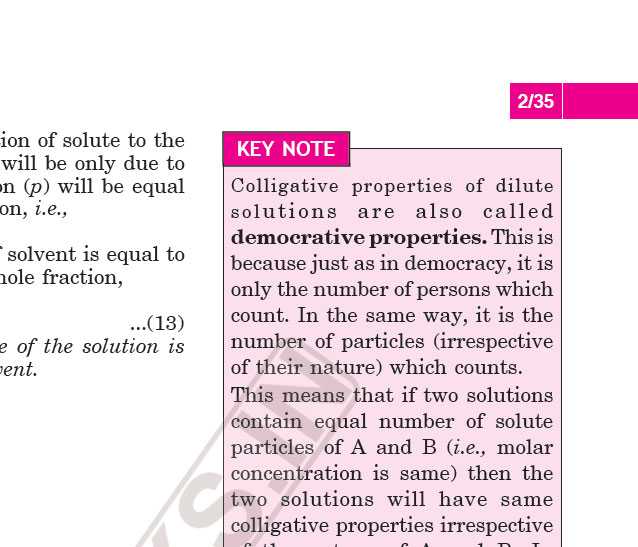 2/35
tion of solute to the
will be only due to
on (p) will be equal
on, i.e.,
f solvent is equal to
mole fraction,
...(13)
e of the solution is
vent.
KEY NOTE
Colligative properties of dilute
solutions are also called
democrative properties. This is
because just as in democracy, it is
only the number of persons which
count. In the same way, it is the
number of particles (irrespective
of their nature) which counts.
This means that if two solutions
contain equal number of solute
particles of A and B (i.e., molar
concentration is same) then the
two solutions will have same
colligative properties irrespective
KS.IN